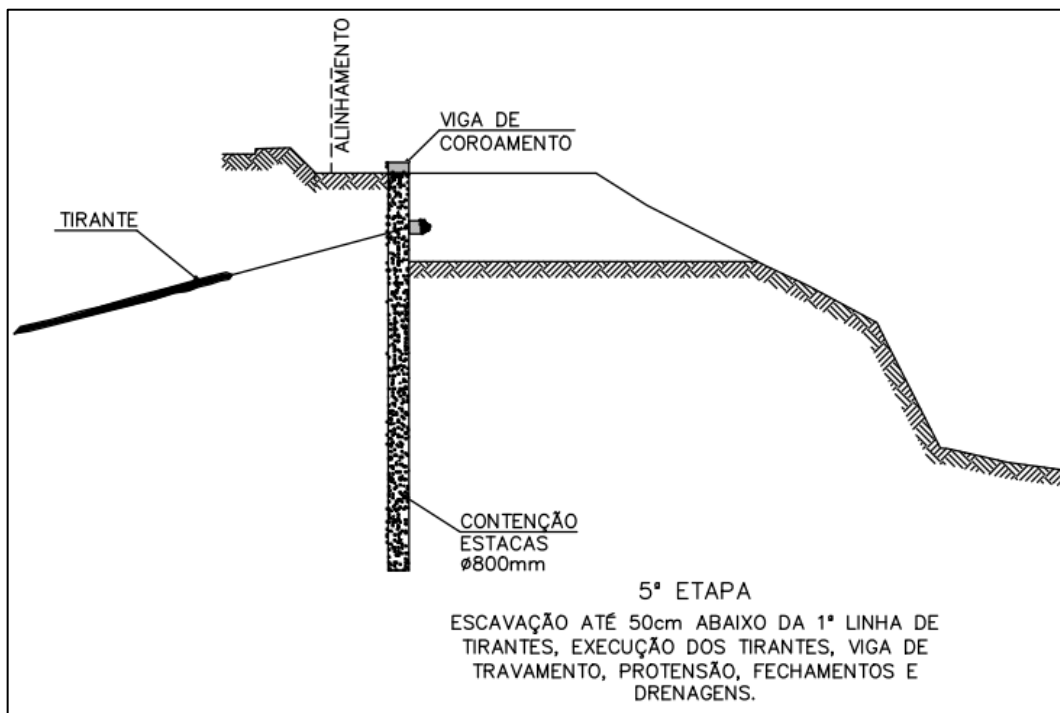 ALINHAMENTO
VIGA DE
COROAMENTO
TIRANTE
CONTENÇÃO
ESTACAS
ø800mm
5ª ETAPA
ESCAVAÇÃO ATÉ 50cm ABAIXO DA 1ª LINHA DE
TIRANTES, EXECUÇÃO DOS TIRANTES, VIGA DE
TRAVAMENTO, PROTENSÃO, FECHAMENTOS E
DRENAGENS.